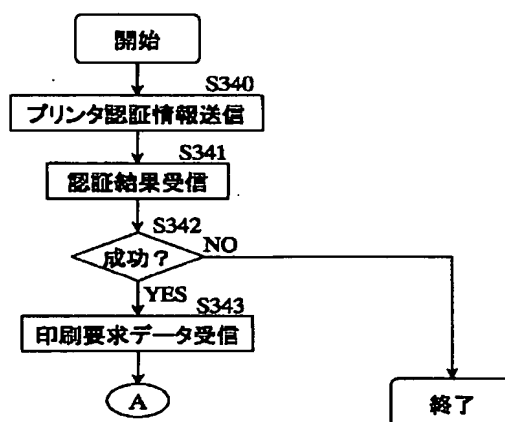 開始
S340
プリンタ認証情報送信
S341
認証結果受信
S342
成功？
NO
YES
S343
印刷要求データ受信
A
終了